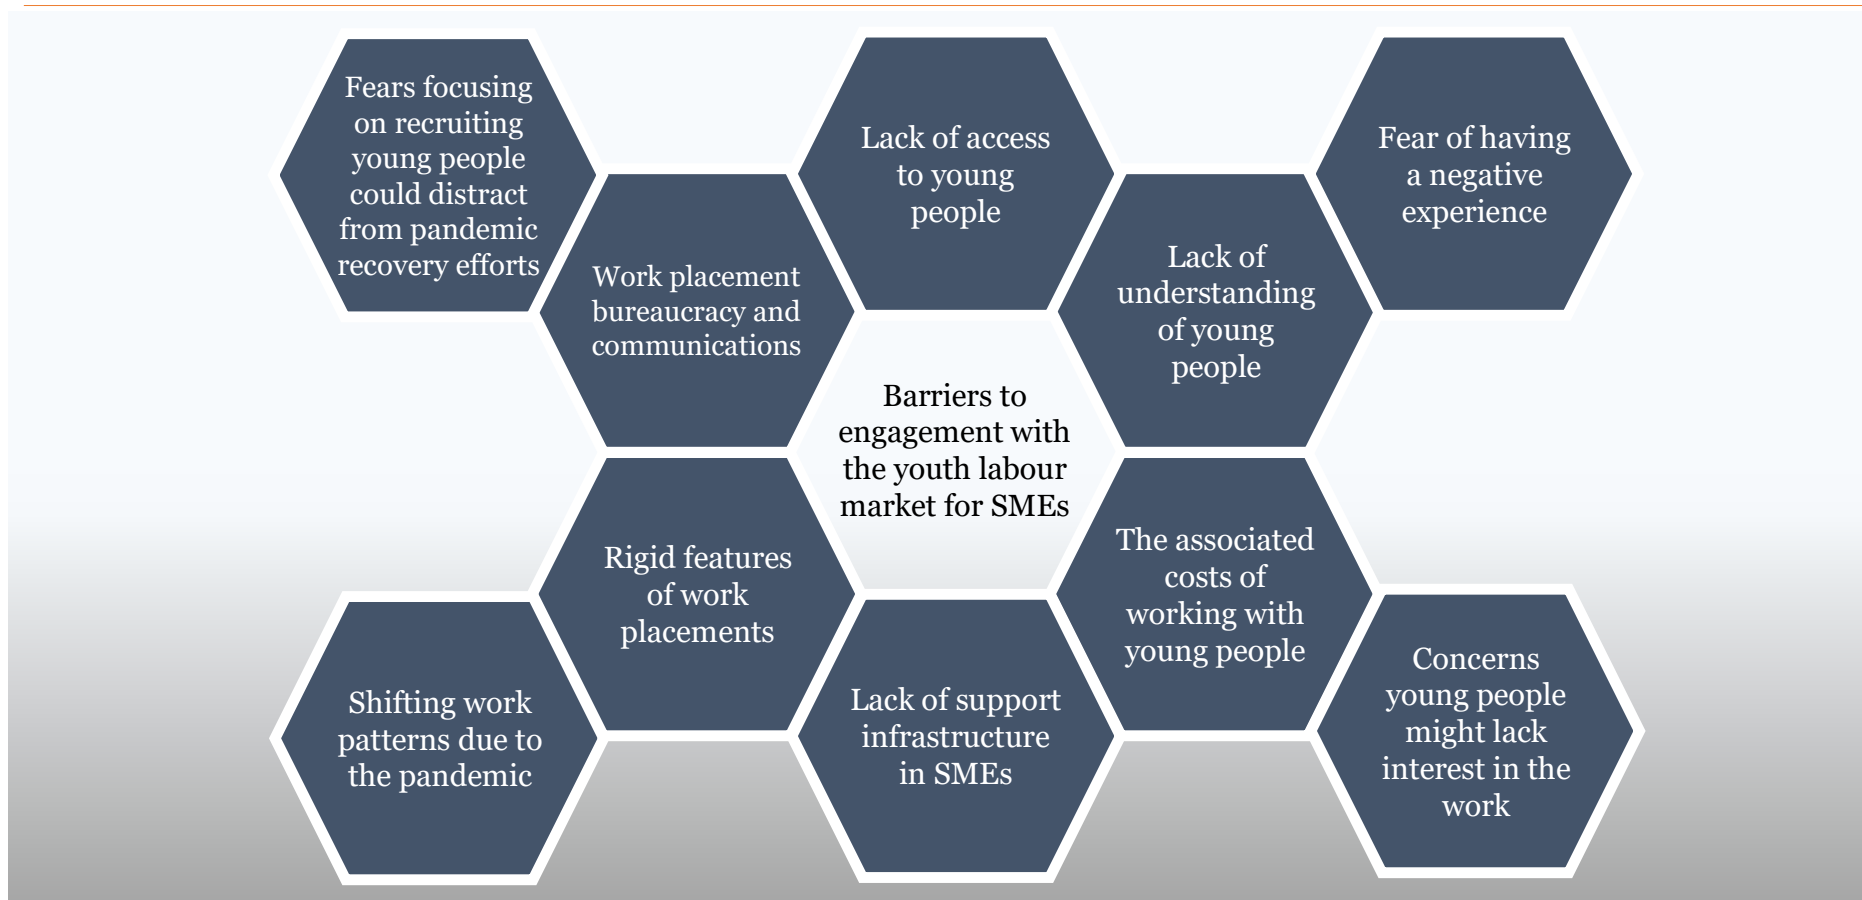 Fears focusing
on recruiting
young people
could distract
from pandemic
recovery efforts
Lack of access
to young
people
Fear of having
a negative
experience
Work placement
bureaucracy and
communications
Lack of
understanding
of young
people
Barriers to
engagement with
the youth labour
market for SMEs
Rigid features
of work
placements
The associated
costs of
working with
young people
Shifting work
patterns due to
the pandemic
Lack of support
infrastructure
in SMEs
Concerns
young people
might lack
interest in the
work